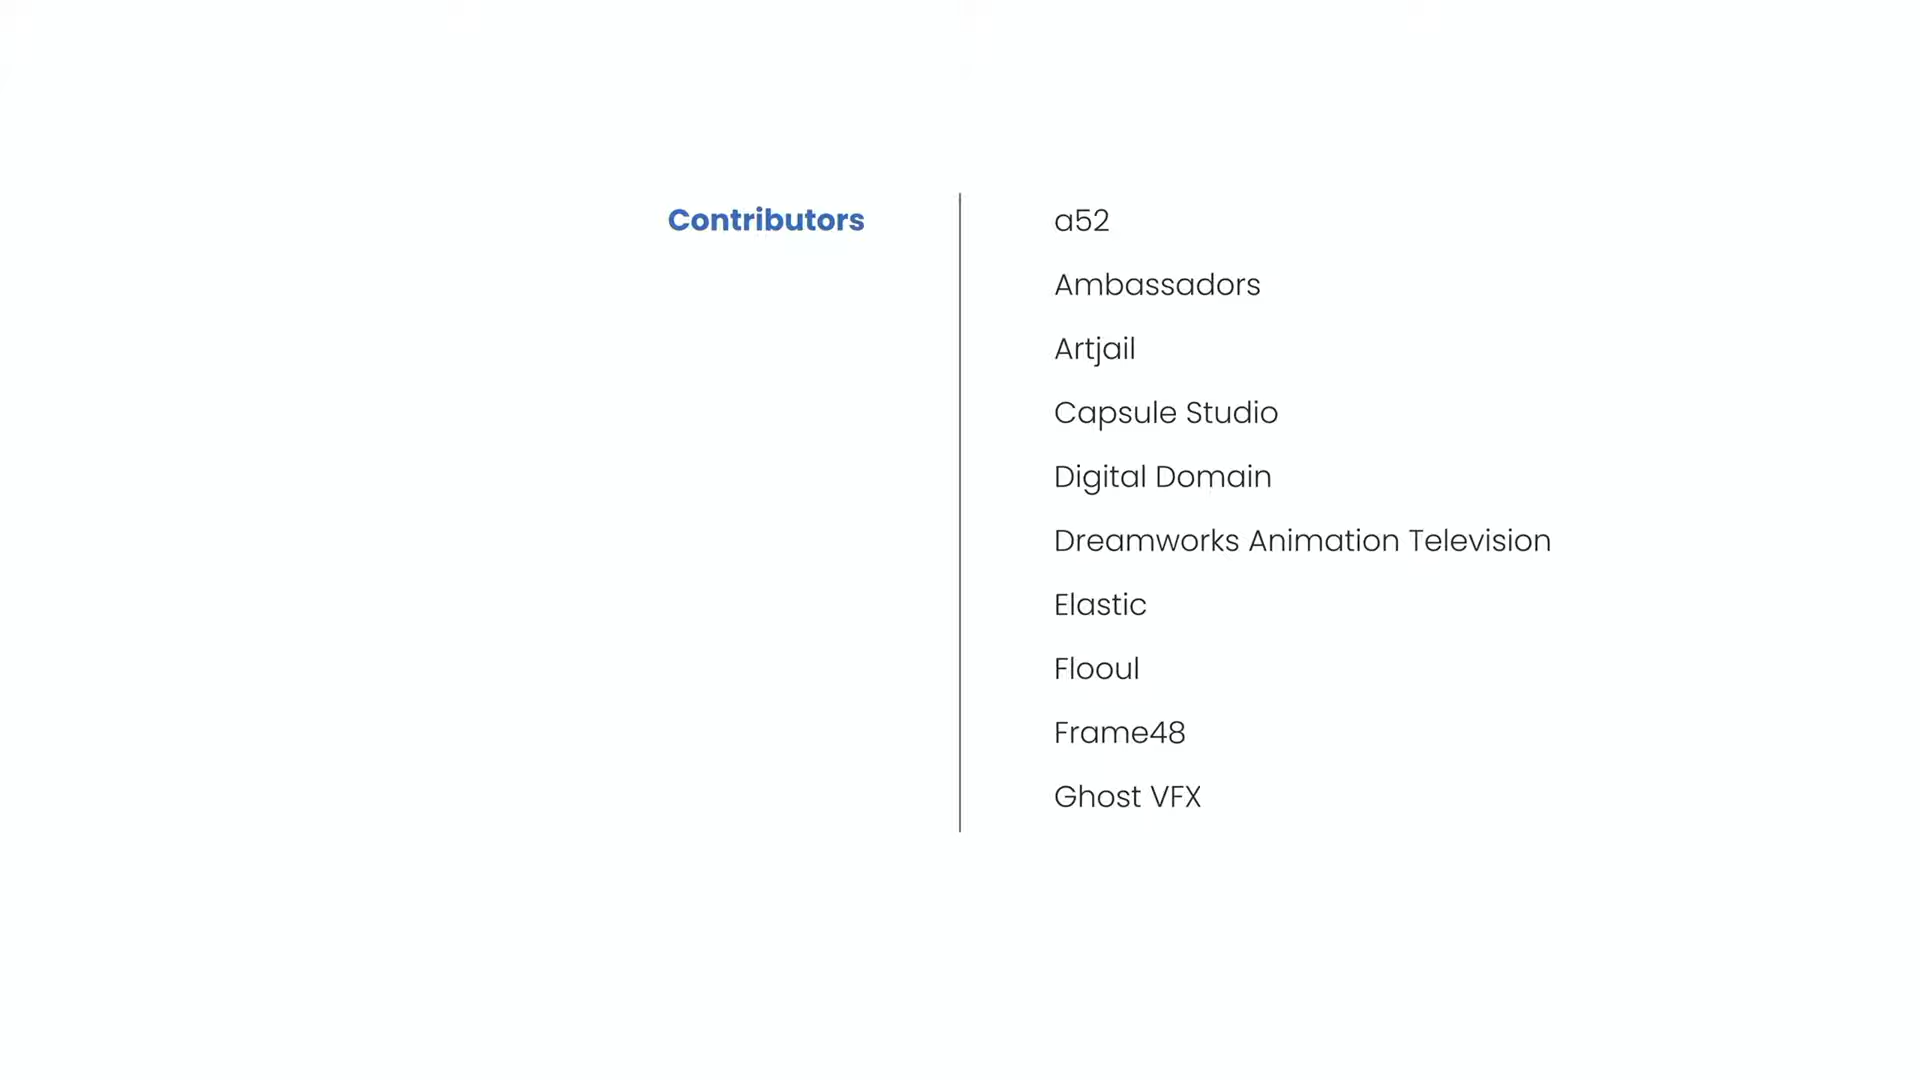 Contributors
a52
Ambassadors
Artjail
Capsule Studio
Digital Domain
Dreamworks Animation Television
Elastic
Flooul
Frame48
Ghost VFX